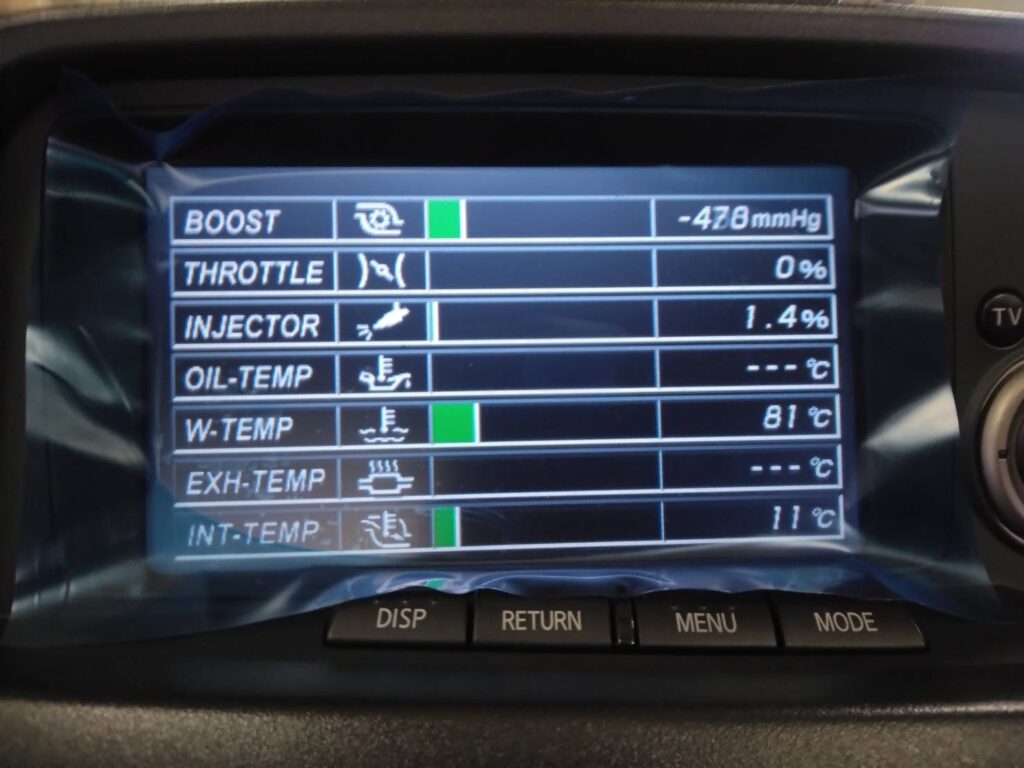 BOOST -478mmHg
THROTTLE 0%
INJECTOR 1.4%
OIL-TEMP ---℃
W-TEMP 81℃
EXH-TEMP ---℃
INT-TEMP 11℃
TV
DISP RETURN MENU MODE